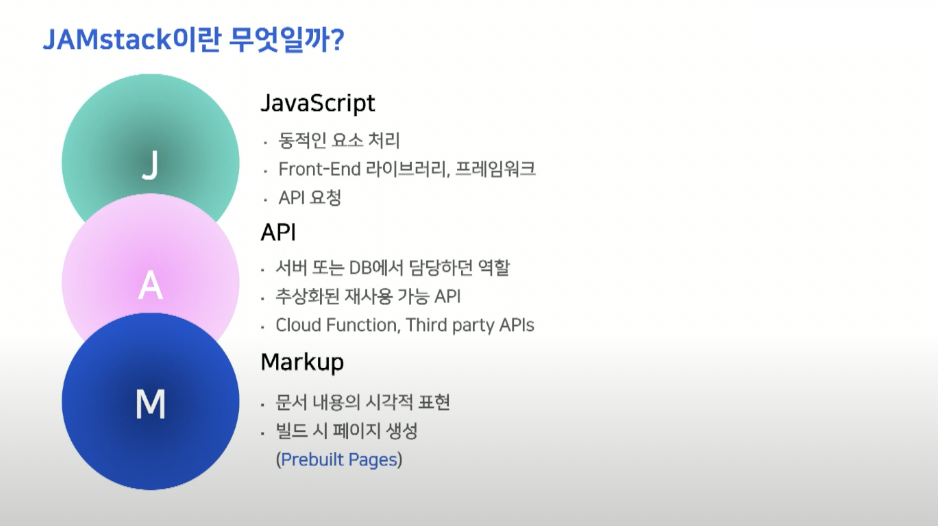 JAMstack이란 무엇일까?
J
JavaScript
· 동적인 요소 처리
· Front-End 라이브러리, 프레임워크
· API 요청
A
API
· 서버 또는 DB에서 담당하던 역할
· 추상화된 재사용 가능 API
· Cloud Function, Third party APIs
M
Markup
· 문서 내용의 시각적 표현
· 빌드 시 페이지 생성
(Prebuilt Pages)